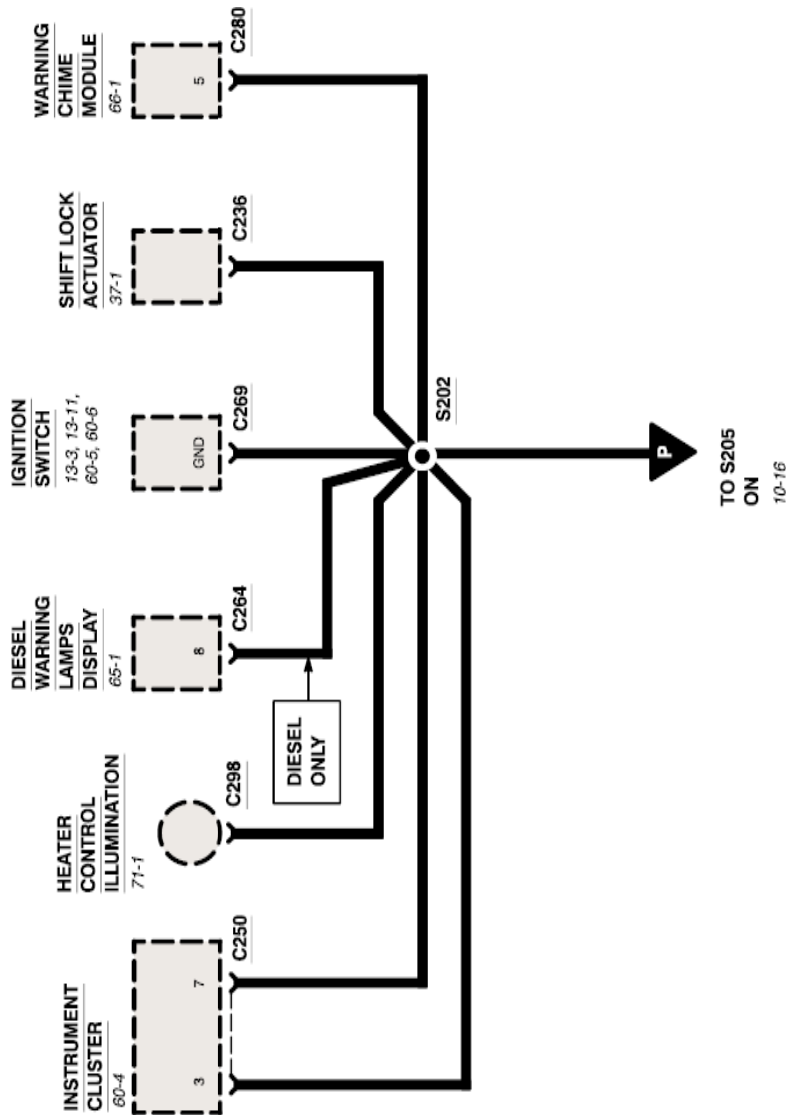 INSTRUMENT
CLUSTER
60-4
3
7
C250
HEATER
CONTROL
ILLUMINATION
71-1
C298
DIESEL
WARNING
LAMPS
DISPLAY
65-1
8
C264
DIESEL
ONLY
IGNITION
SWITCH
13-3, 13-11,
60-5, 60-6
GND
C269
SHIFT LOCK
ACTUATOR
37-1
C236
WARNING
CHIME
MODULE
66-1
5
C280
S202
P
TO S205
ON
10-16